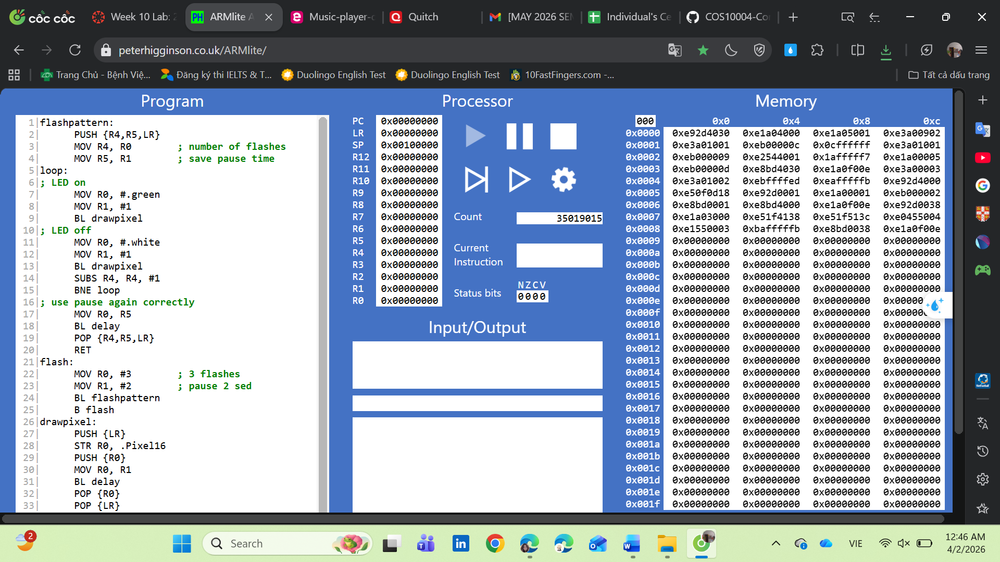 cốc cốc
Week 10 Lab: 2
ARMlite A
Music-player-c
Quitch
[MAY 2026 SEM
Individual's Ce
COS10004-Cor
peterhigginson.co.uk/ARMlite/
Trang Chủ - Bệnh Việ...
Đăng ký thi IELTS & T...
Duolingo English Test
Duolingo English Test
10FastFingers.com -...
Tất cả dấu trang
Program
1|flashpattern:
2| PUSH {R4,R5,LR}
3| MOV R4, R0 ; number of flashes
4| MOV R5, R1 ; save pause time
5|loop:
6|; LED on
7| MOV R0, #.green
8| MOV R1, #1
9| BL drawpixel
10|; LED off
11| MOV R0, #.white
12| MOV R1, #1
13| BL drawpixel
14| SUBS R4, R4, #1
15| BNE loop
16|; use pause again correctly
17| MOV R0, R5
18| BL delay
19| POP {R4,R5,LR}
20| RET
21|flash:
22| MOV R0, #3 ; 3 flashes
23| MOV R1, #2 ; pause 2 sed
24| BL flashpattern
25| B flash
26|drawpixel:
27| PUSH {LR}
28| STR R0, .Pixel16
29| PUSH {R0}
30| MOV R0, R1
31| BL delay
32| POP {R0}
33| POP {LR}
Processor
PC 0x00000000
LR 0x00000000
SP 0x00100000
R12 0x00000000
R11 0x00000000
R10 0x00000000
R9 0x00000000
R8 0x00000000
R7 0x00000000
R6 0x00000000
R5 0x00000000
R4 0x00000000
R3 0x00000000
R2 0x00000000
R1 0x00000000
R0 0x00000000
Count 35019015
Current
Instruction
NZCV
Status bits 0000
Input/Output
Memory
000 0x0 0x4 0x8 0xc
0x0000 0xe92d4030 0xe1a04000 0xe1a05001 0xe3a00902
0x0001 0xe3a01001 0xeb00000c 0x0cffffff 0xe3a01001
0x0002 0xeb000009 0xe2544001 0x1afffff7 0xe1a00005
0x0003 0xeb00000d 0xe8bd4030 0xe1a0f00e 0xe3a00003
0x0004 0xe3a01002 0xebffffed 0xeafffffb 0xe92d4000
0x0005 0xe50f0d18 0xe92d0001 0xe1a00001 0xeb000002
0x0006 0xe8bd0001 0xe8bd4000 0xe1a0f00e 0xe92d0038
0x0007 0xe1a03000 0xe51f4138 0xe51f513c 0xe0455004
0x0008 0xe1550003 0xbafffffb 0xe8bd0038 0xe1a0f00e
0x0009 0x00000000 0x00000000 0x00000000 0x00000000
0x000a 0x00000000 0x00000000 0x00000000 0x00000000
0x000b 0x00000000 0x00000000 0x00000000 0x00000000
0x000c 0x00000000 0x00000000 0x00000000 0x00000000
0x000d 0x00000000 0x00000000 0x00000000 0x00000000
0x000e 0x00000000 0x00000000 0x00000000 0x0000
0x000f 0x00000000 0x00000000 0x00000000 0x0000
0x0010 0x00000000 0x00000000 0x00000000 0x00000000
0x0011 0x00000000 0x00000000 0x00000000 0x00000000
0x0012 0x00000000 0x00000000 0x00000000 0x00000000
0x0013 0x00000000 0x00000000 0x00000000 0x00000000
0x0014 0x00000000 0x00000000 0x00000000 0x00000000
0x0015 0x00000000 0x00000000 0x00000000 0x00000000
0x0016 0x00000000 0x00000000 0x00000000 0x00000000
0x0017 0x00000000 0x00000000 0x00000000 0x00000000
0x0018 0x00000000 0x00000000 0x00000000 0x00000000
0x0019 0x00000000 0x00000000 0x00000000 0x00000000
0x001a 0x00000000 0x00000000 0x00000000 0x00000000
0x001b 0x00000000 0x00000000 0x00000000 0x00000000
0x001c 0x00000000 0x00000000 0x00000000 0x00000000
0x001d 0x00000000 0x00000000 0x00000000 0x00000000
0x001e 0x00000000 0x00000000 0x00000000 0x00000000
0x001f 0x00000000 0x00000000 0x00000000 0x00000000
2
Search
VIE
12:46 AM
4/2/2026